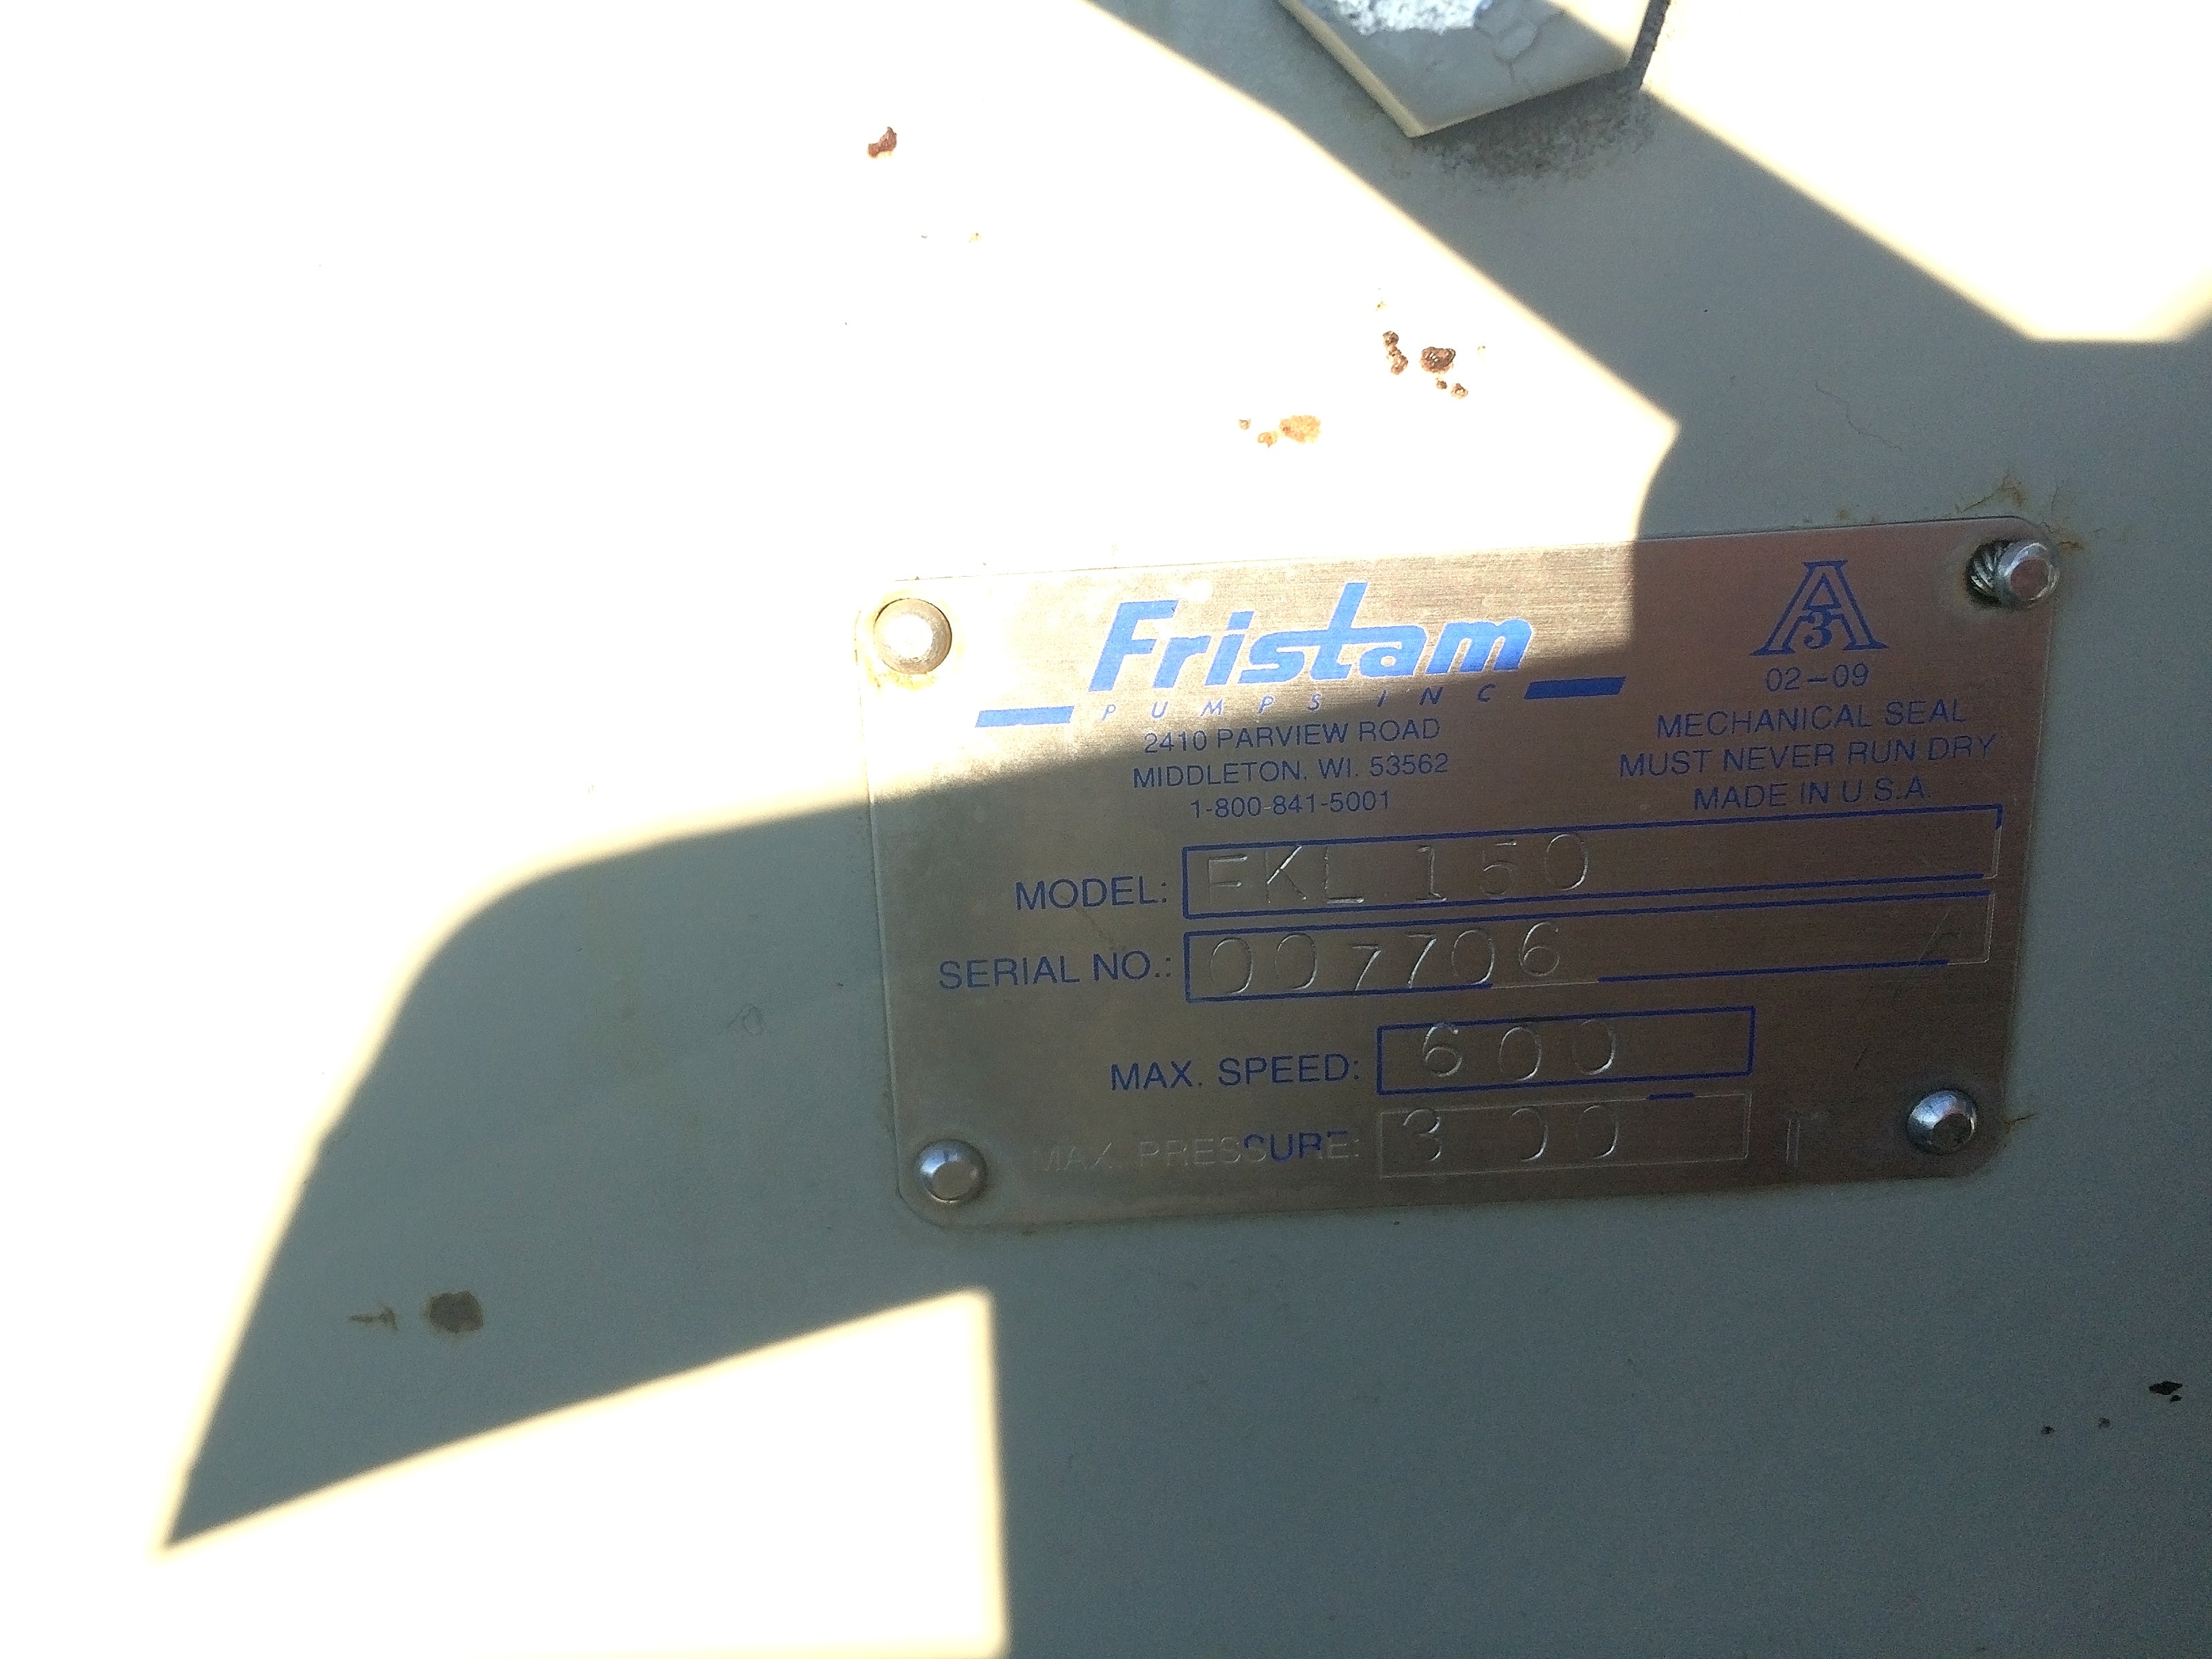 Fristam
PUMPS INC
2410 PARVIEW ROAD
MIDDLETON, WI. 53562
1-800-841-5001
A
3
02-09
MECHANICAL SEAL
MUST NEVER RUN DRY
MADE IN U.S.A.
MODEL: FKL 150
SERIAL NO.: 007706
MAX. SPEED: 600
MAX. PRESSURE: 300